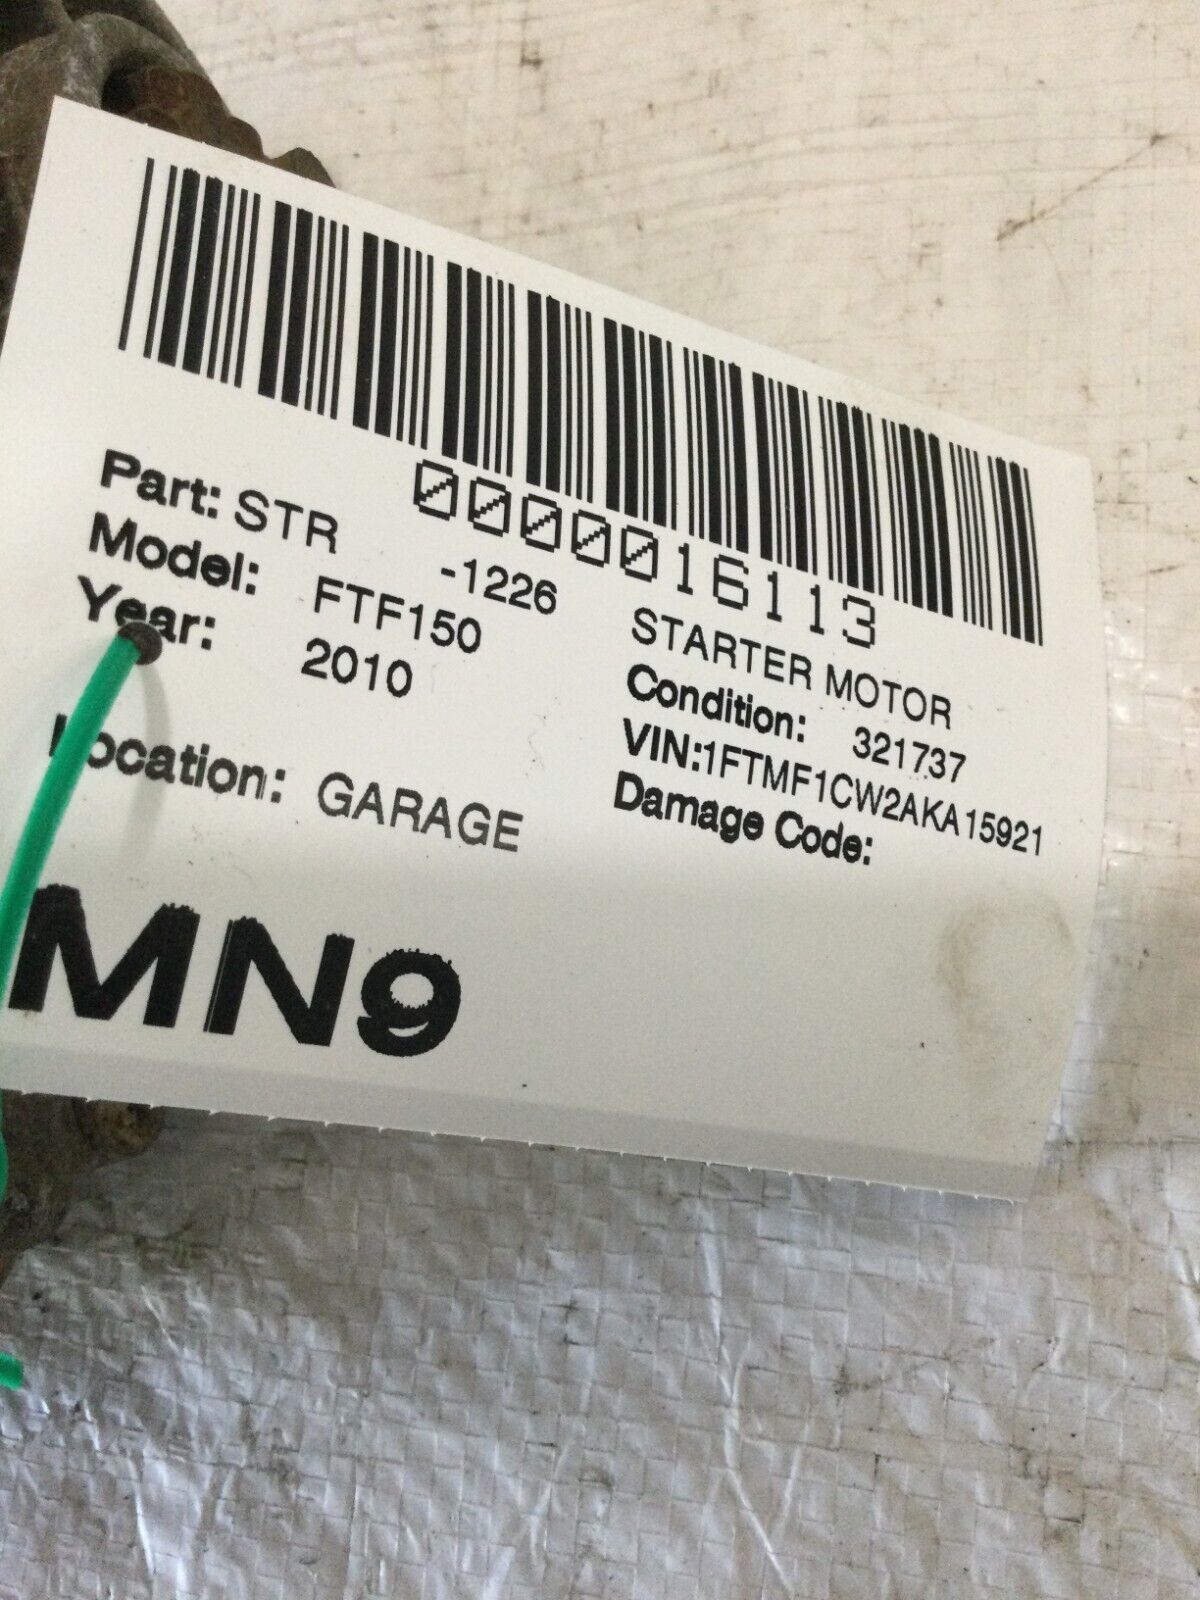 0000016113
Part: STR -1226 STARTER MOTOR
Model: FTF150 Condition: 321737
Year: 2010 VIN:1FTMF1CW2AKA15921
Damage Code:
Location: GARAGE
MN9